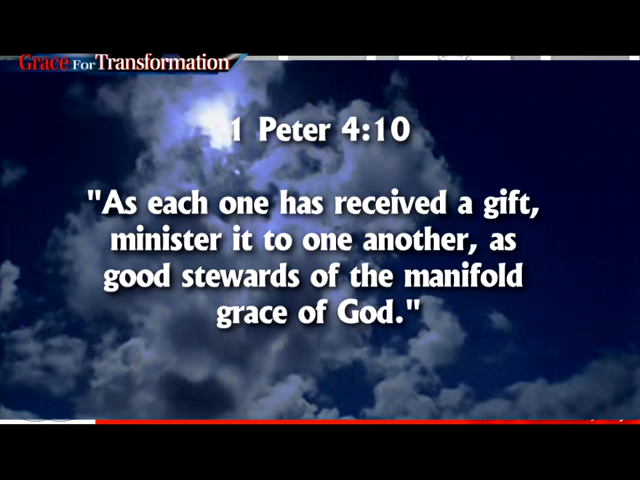 Grace For Transformation
1 Peter 4:10
"As each one has received a gift,
minister it to one another, as
good stewards of the manifold
grace of God."